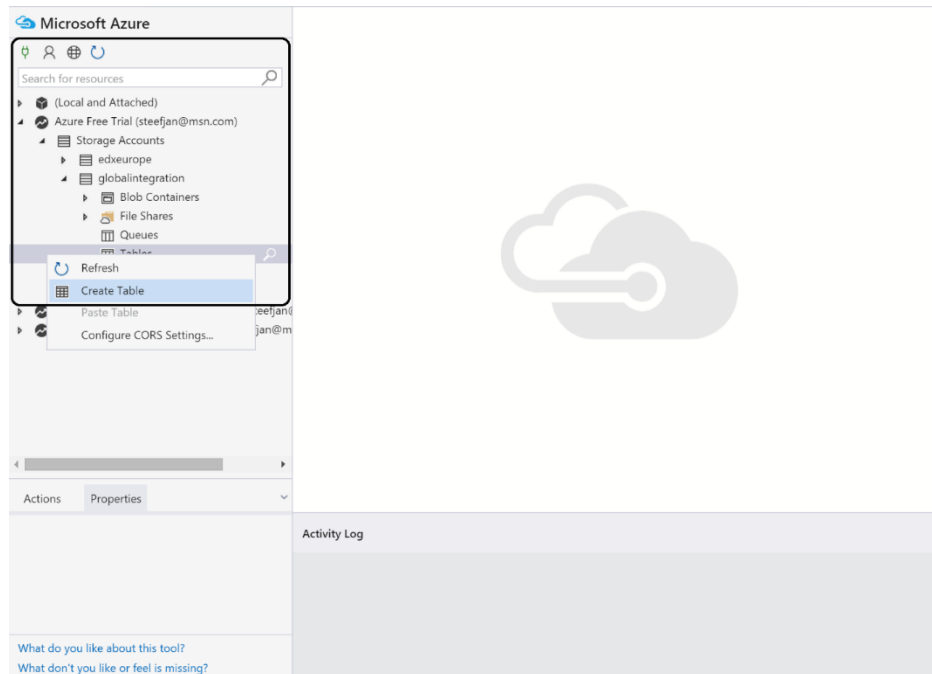 Microsoft Azure
Search for resources
(Local and Attached)
Azure Free Trial (steefjan@msn.com)
Storage Accounts
edxeurope
globalintegration
Blob Containers
File Shares
Queues
Tables
Refresh
Create Table
Paste Table
Configure CORS Settings...
Actions
Properties
Activity Log
What do you like about this tool?
What don't you like or feel is missing?